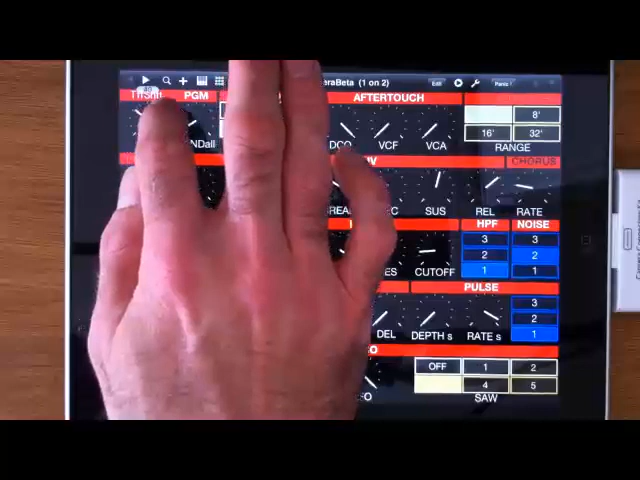 eraBeta (1 on 2) Edit Panic
PGM AFTERTOUCH
8'
16' 32'
NDall DCO VCF VCA RANGE
CHORUS
SUS REL RATE
HPF NOISE
3 3
2 2
1 1
ES CUTOFF
PULSE
3
2
1
DEL DEPTH s RATE s
OFF 1 2
4 5
SAW